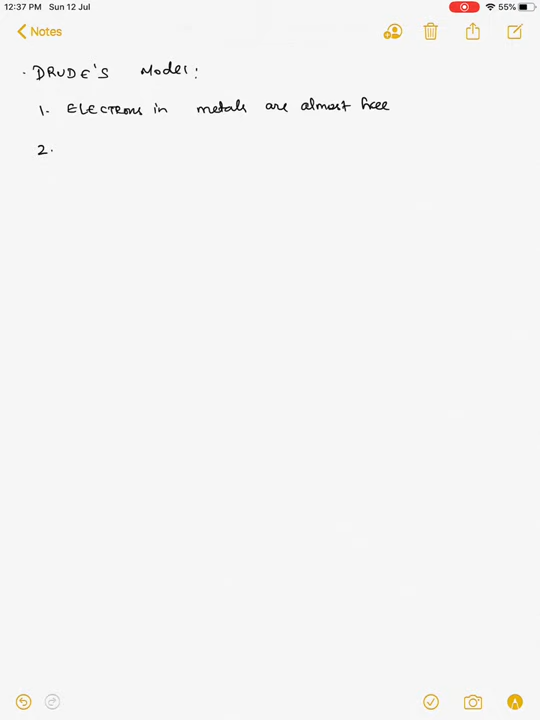 12:37 PM Sun 12 Jul
55%
Notes
. DRUDE'S Model:
1. ELECTRONS in metals are almost free
2.